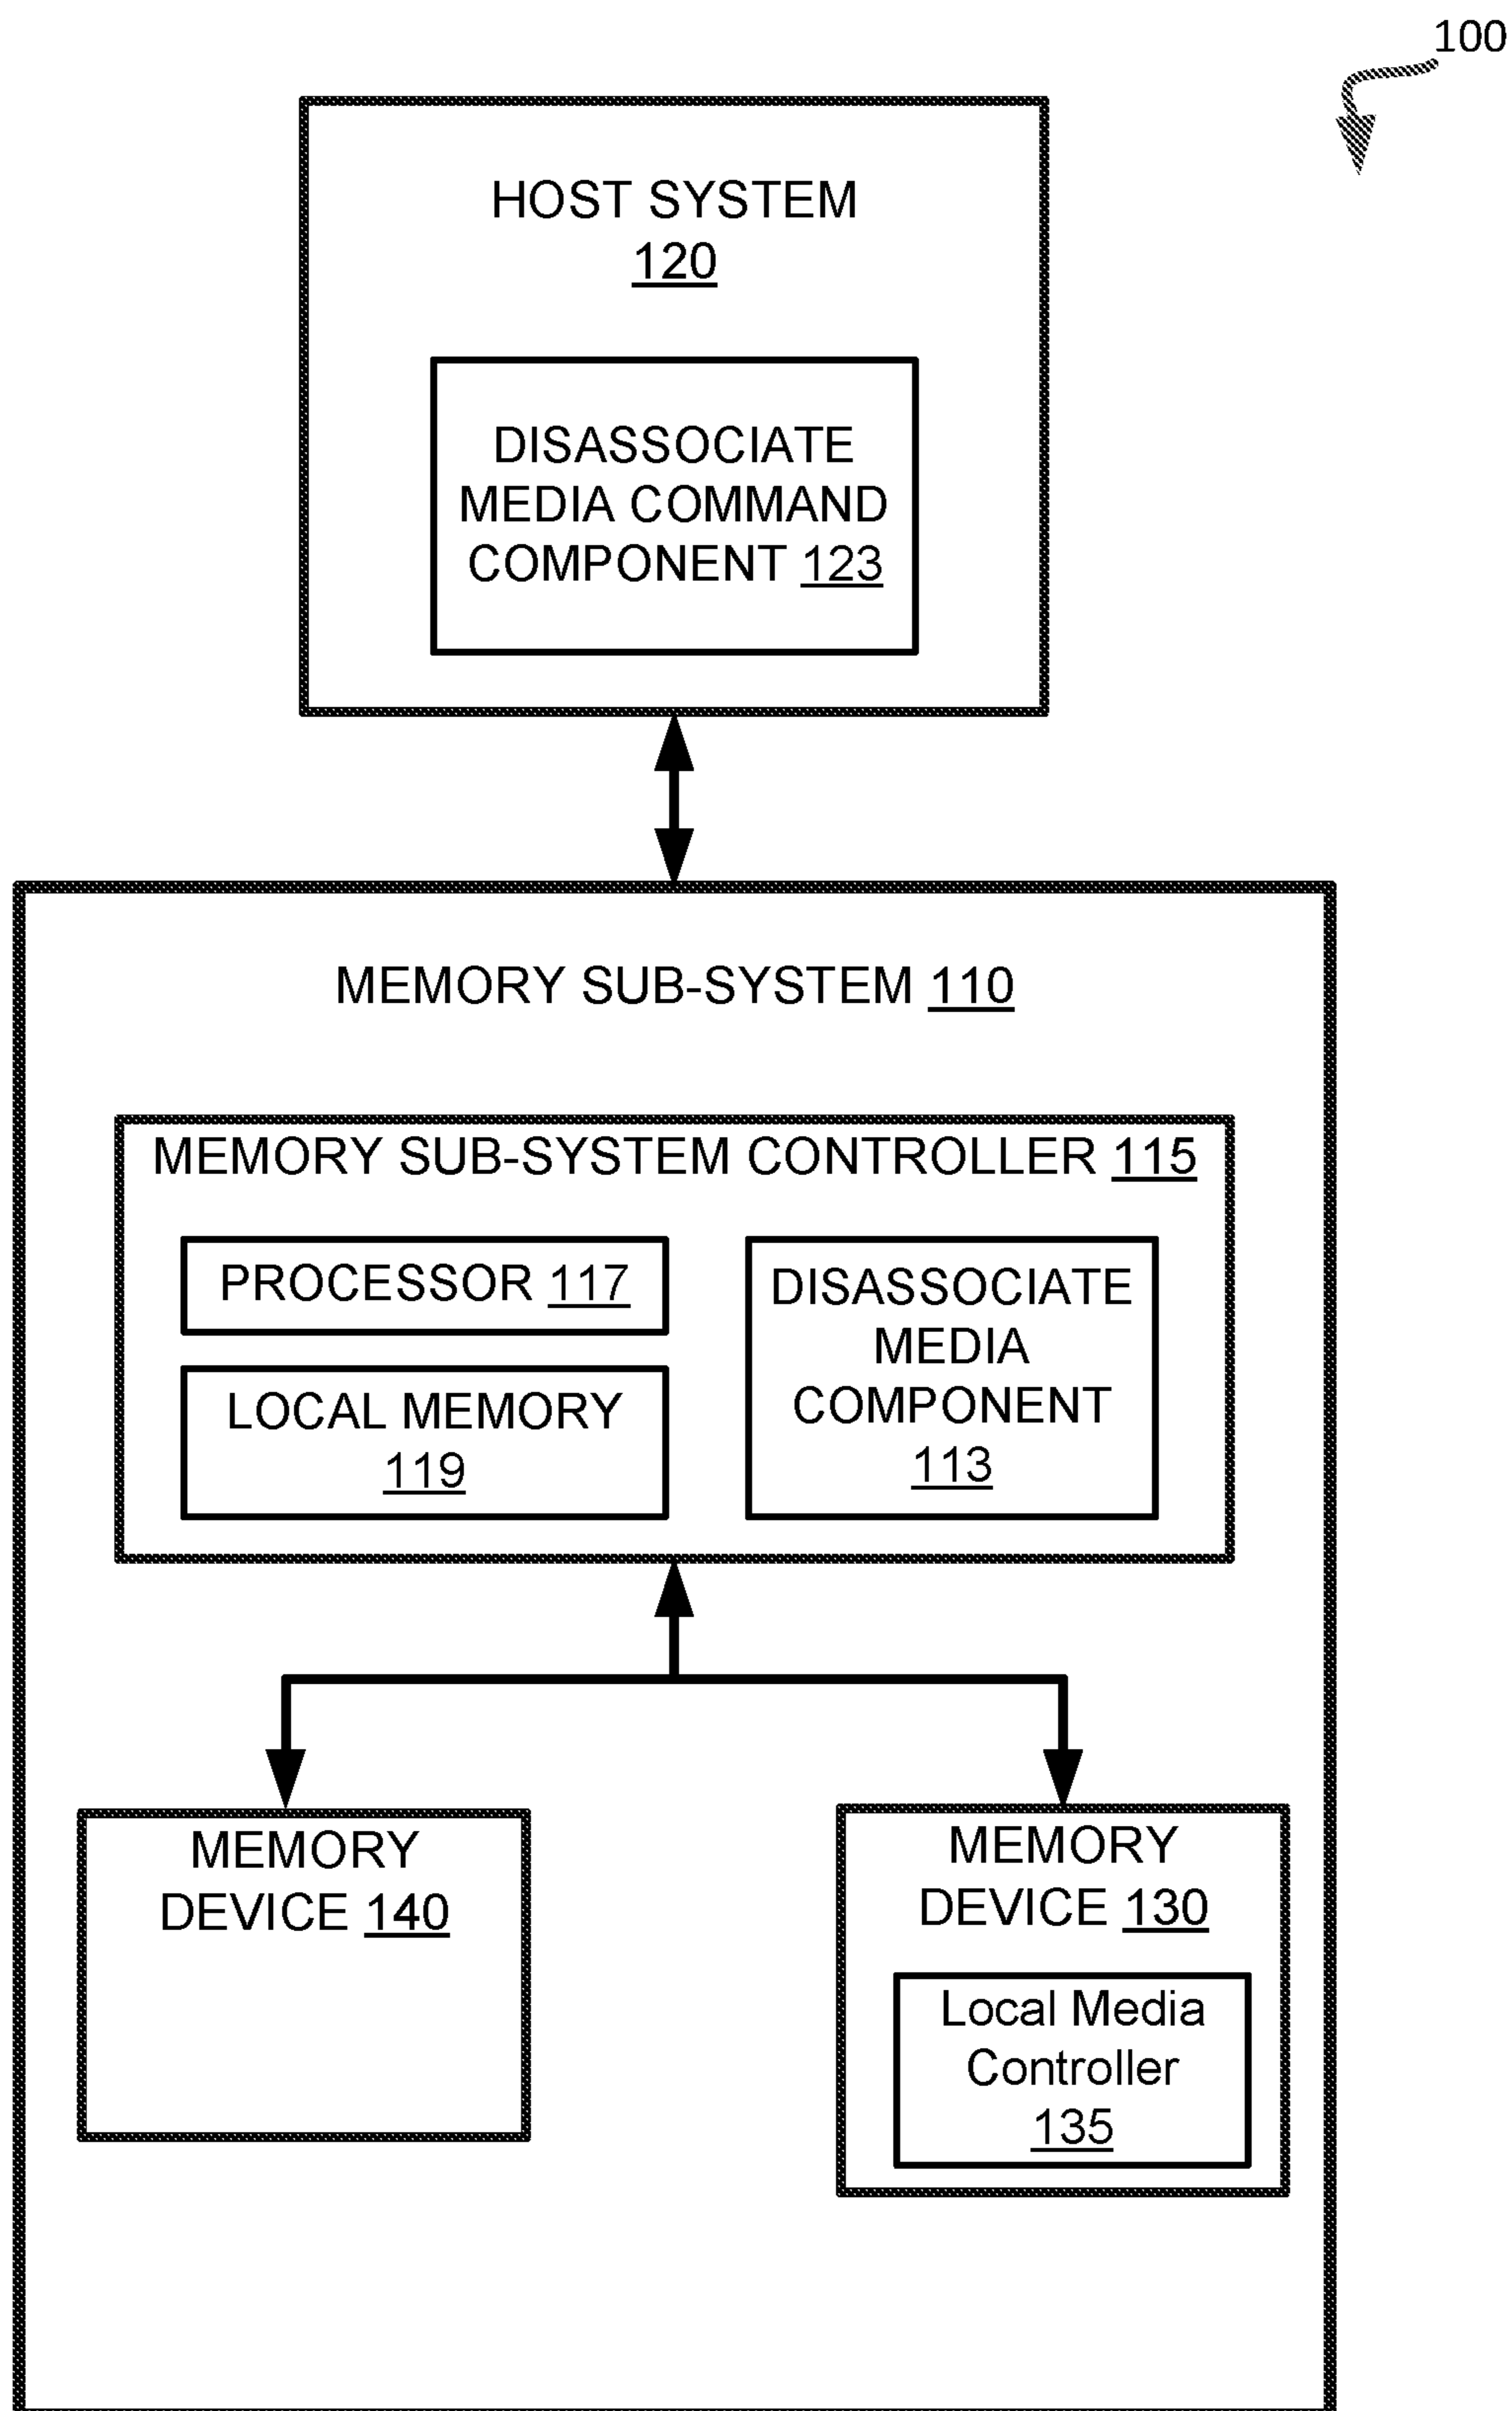 100
HOST SYSTEM
120
DISASSOCIATE
MEDIA COMMAND
COMPONENT 123
MEMORY SUB-SYSTEM 110
MEMORY SUB-SYSTEM CONTROLLER 115
PROCESSOR 117
LOCAL MEMORY
119
DISASSOCIATE
MEDIA
COMPONENT
113
MEMORY
DEVICE 140
MEMORY
DEVICE 130
Local Media
Controller
135